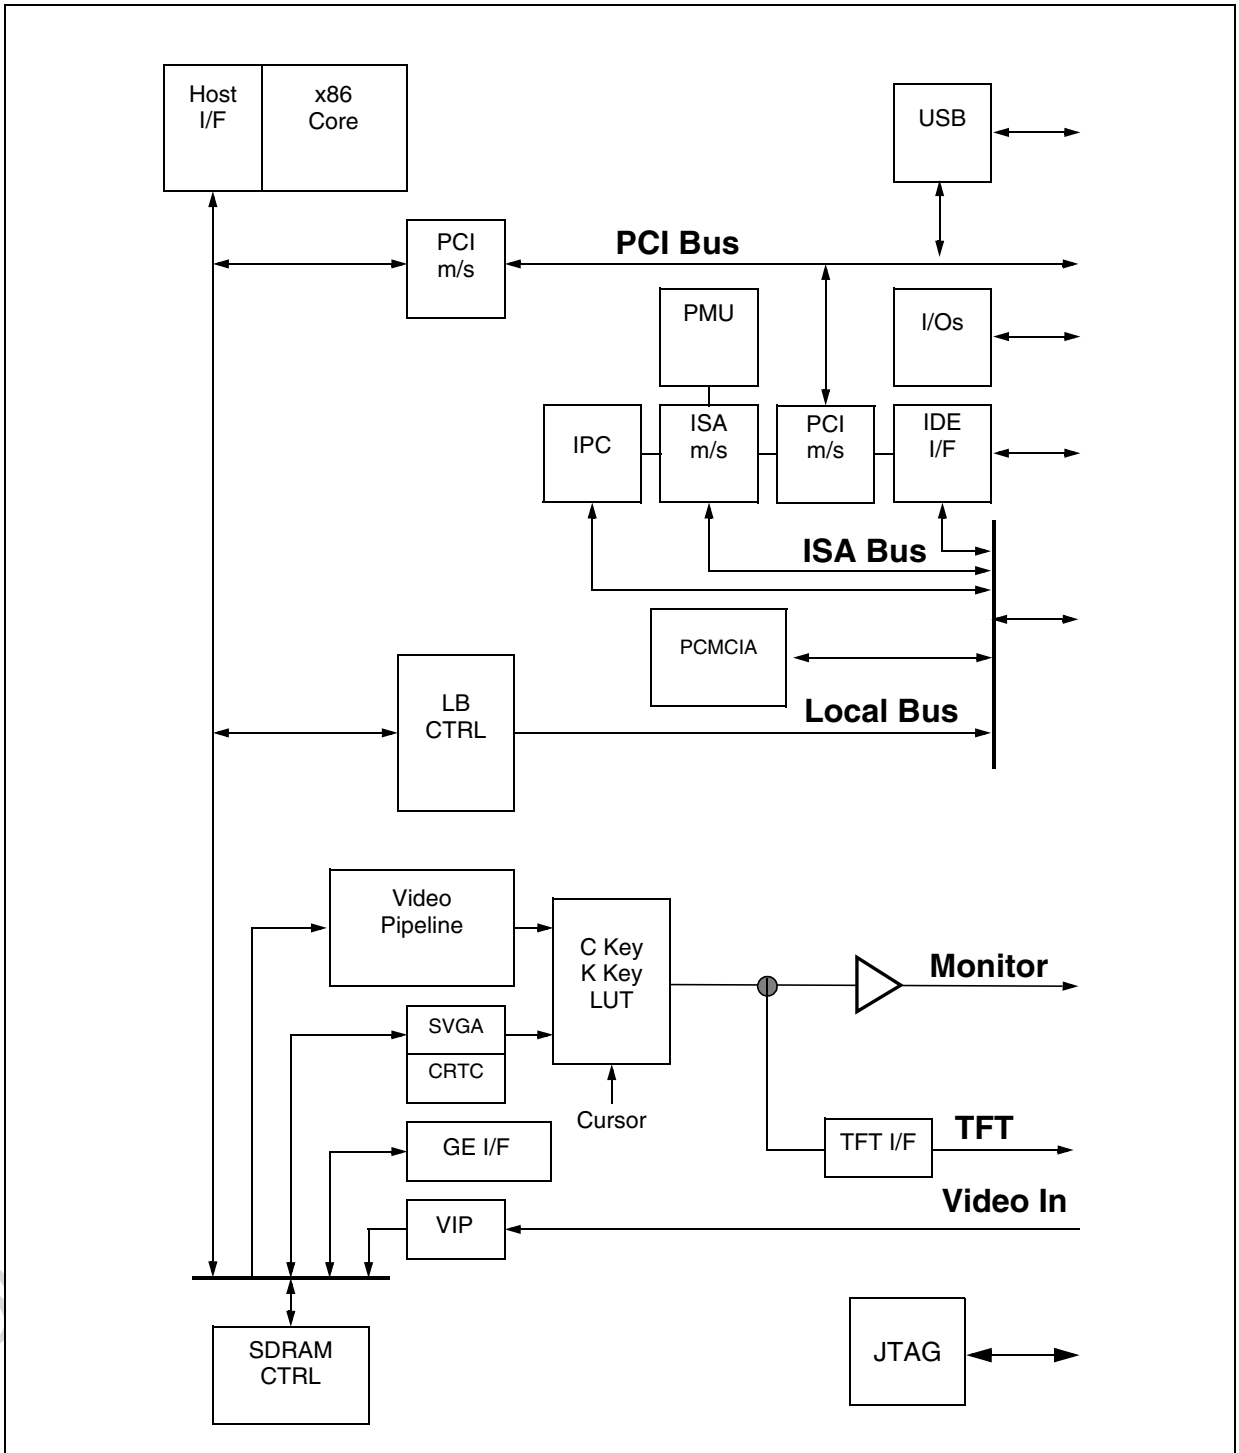 Host
I/F
x86
Core
USB
PCI
m/s
PCI Bus
PMU
I/Os
IPC
ISA
m/s
PCI
m/s
IDE
I/F
ISA Bus
PCMCIA
LB
CTRL
Local Bus
Video
Pipeline
C Key
K Key
LUT
Monitor
SVGA
CRTC
Cursor
GE I/F
TFT I/F
TFT
VIP
Video In
SDRAM
CTRL
JTAG